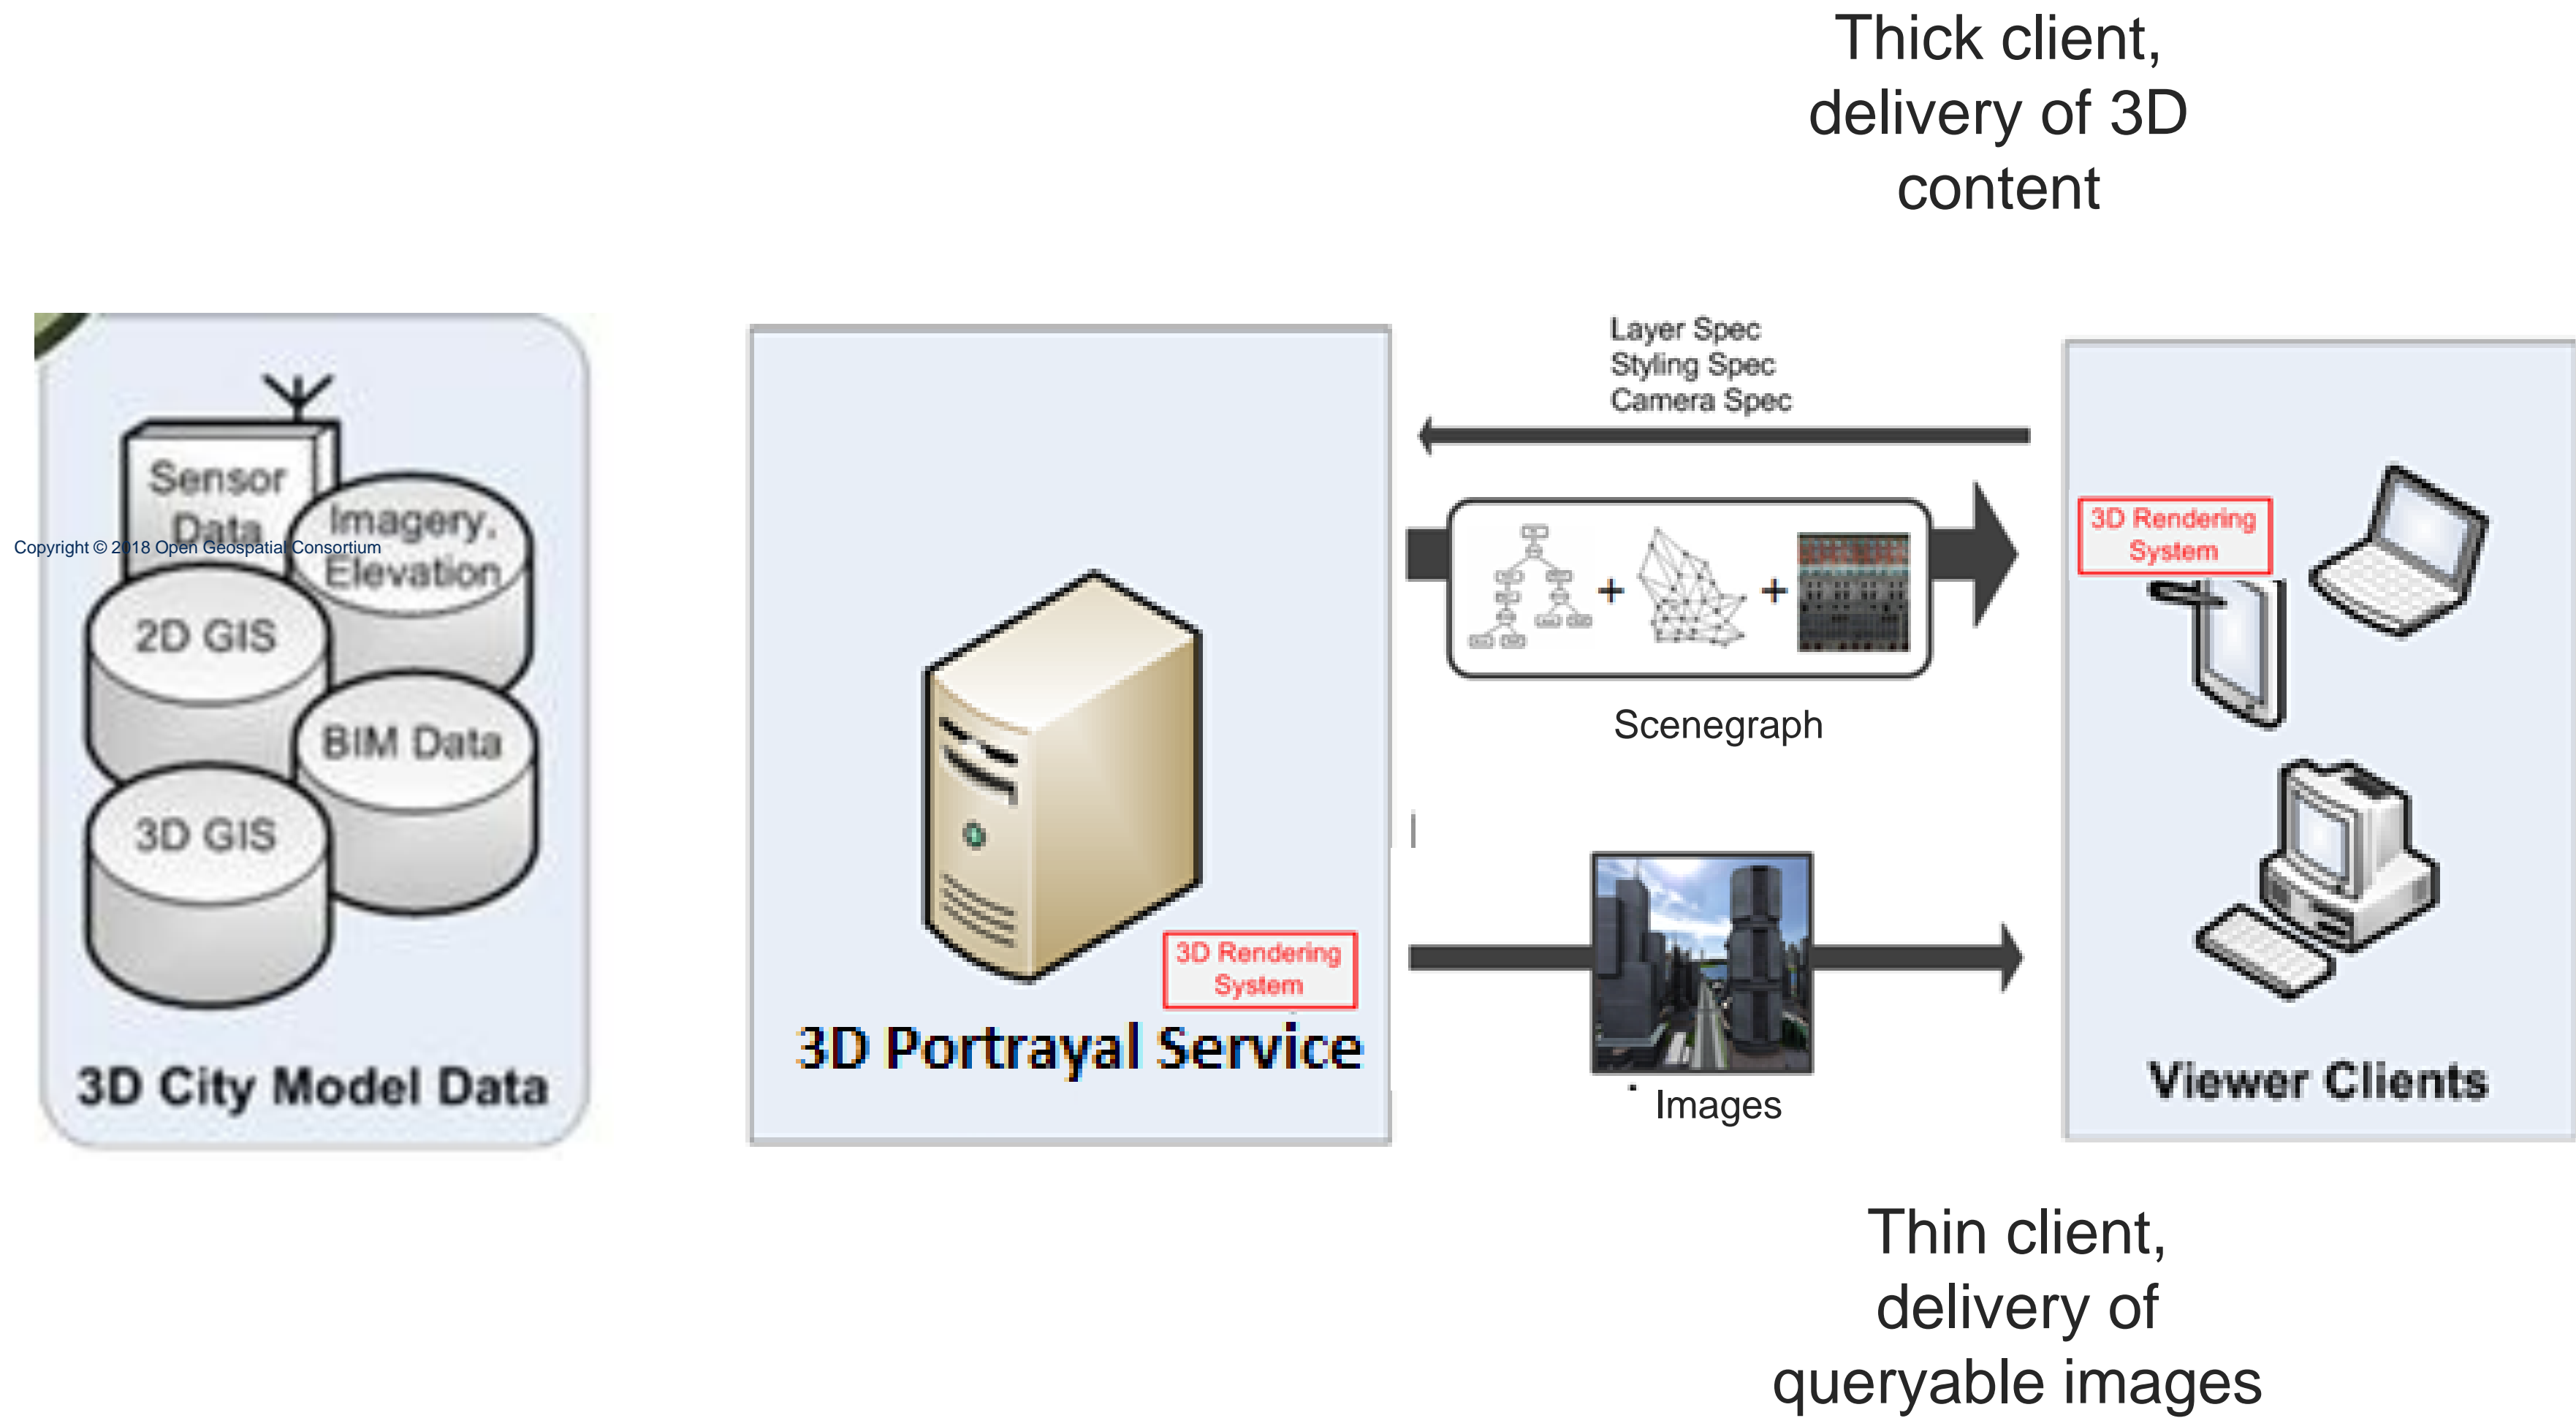 Thick client,
delivery of 3D
content
Layer Spec
Styling Spec
Camera Spec
Sensor
Data
Imagery,
Elevation
Copyright © 2018 Open Geospatial Consortium
2D GIS
BIM Data
3D GIS
3D City Model Data
3D Rendering
System
3D Portrayal Service
+
+
Scenegraph
Images
3D Rendering
System
Viewer Clients
Thin client,
delivery of
queryable images